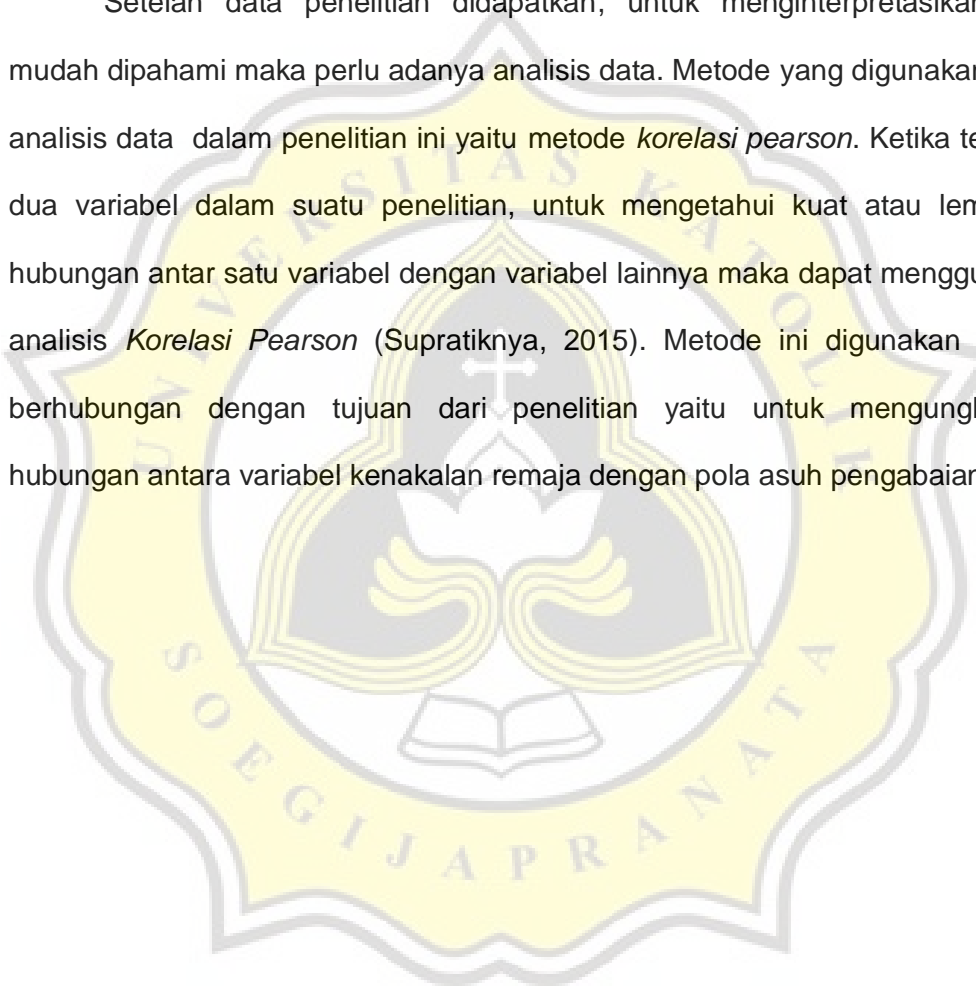 Setelah data penelitian didapatkan, untuk menginterpretasikan
mudah dipahami maka perlu adanya analisis data. Metode yang digunakan
analisis data dalam penelitian ini yaitu metode korelasi pearson. Ketika
dua variabel dalam suatu penelitian, untuk mengetahui kuat atau
hubungan antar satu variabel dengan variabel lainnya maka dapat
analisis Korelasi Pearson (Supratiknya, 2015). Metode ini digunakan
berhubungan dengan tujuan dari penelitian yaitu untuk
hubungan antara variabel kenakalan remaja dengan pola asuh pengabaian
UNIVERSITAS KATOLIK
SOEGIJAPRANATA